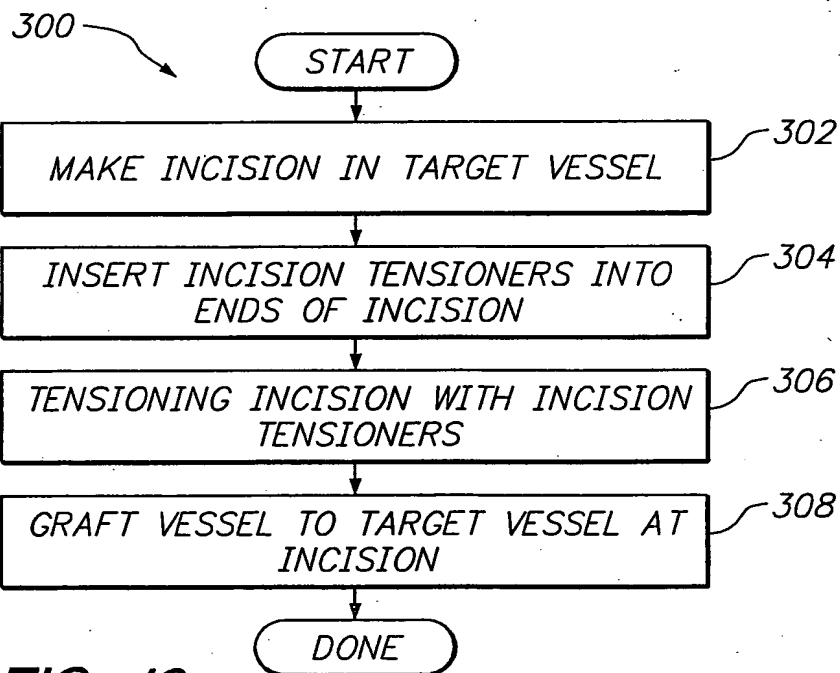 300
START
MAKE INCISION IN TARGET VESSEL
302
INSERT INCISION TENSIONERS INTO
ENDS OF INCISION
304
TENSIONING INCISION WITH INCISION
TENSIONERS
306
GRAFT VESSEL TO TARGET VESSEL AT
INCISION
308
DONE